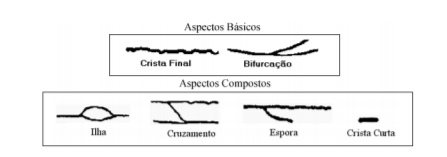 Aspectos Básicos
Crista Final Bifurcação
Aspectos Compostos
Ilha Cruzamento Espora Crista Curta